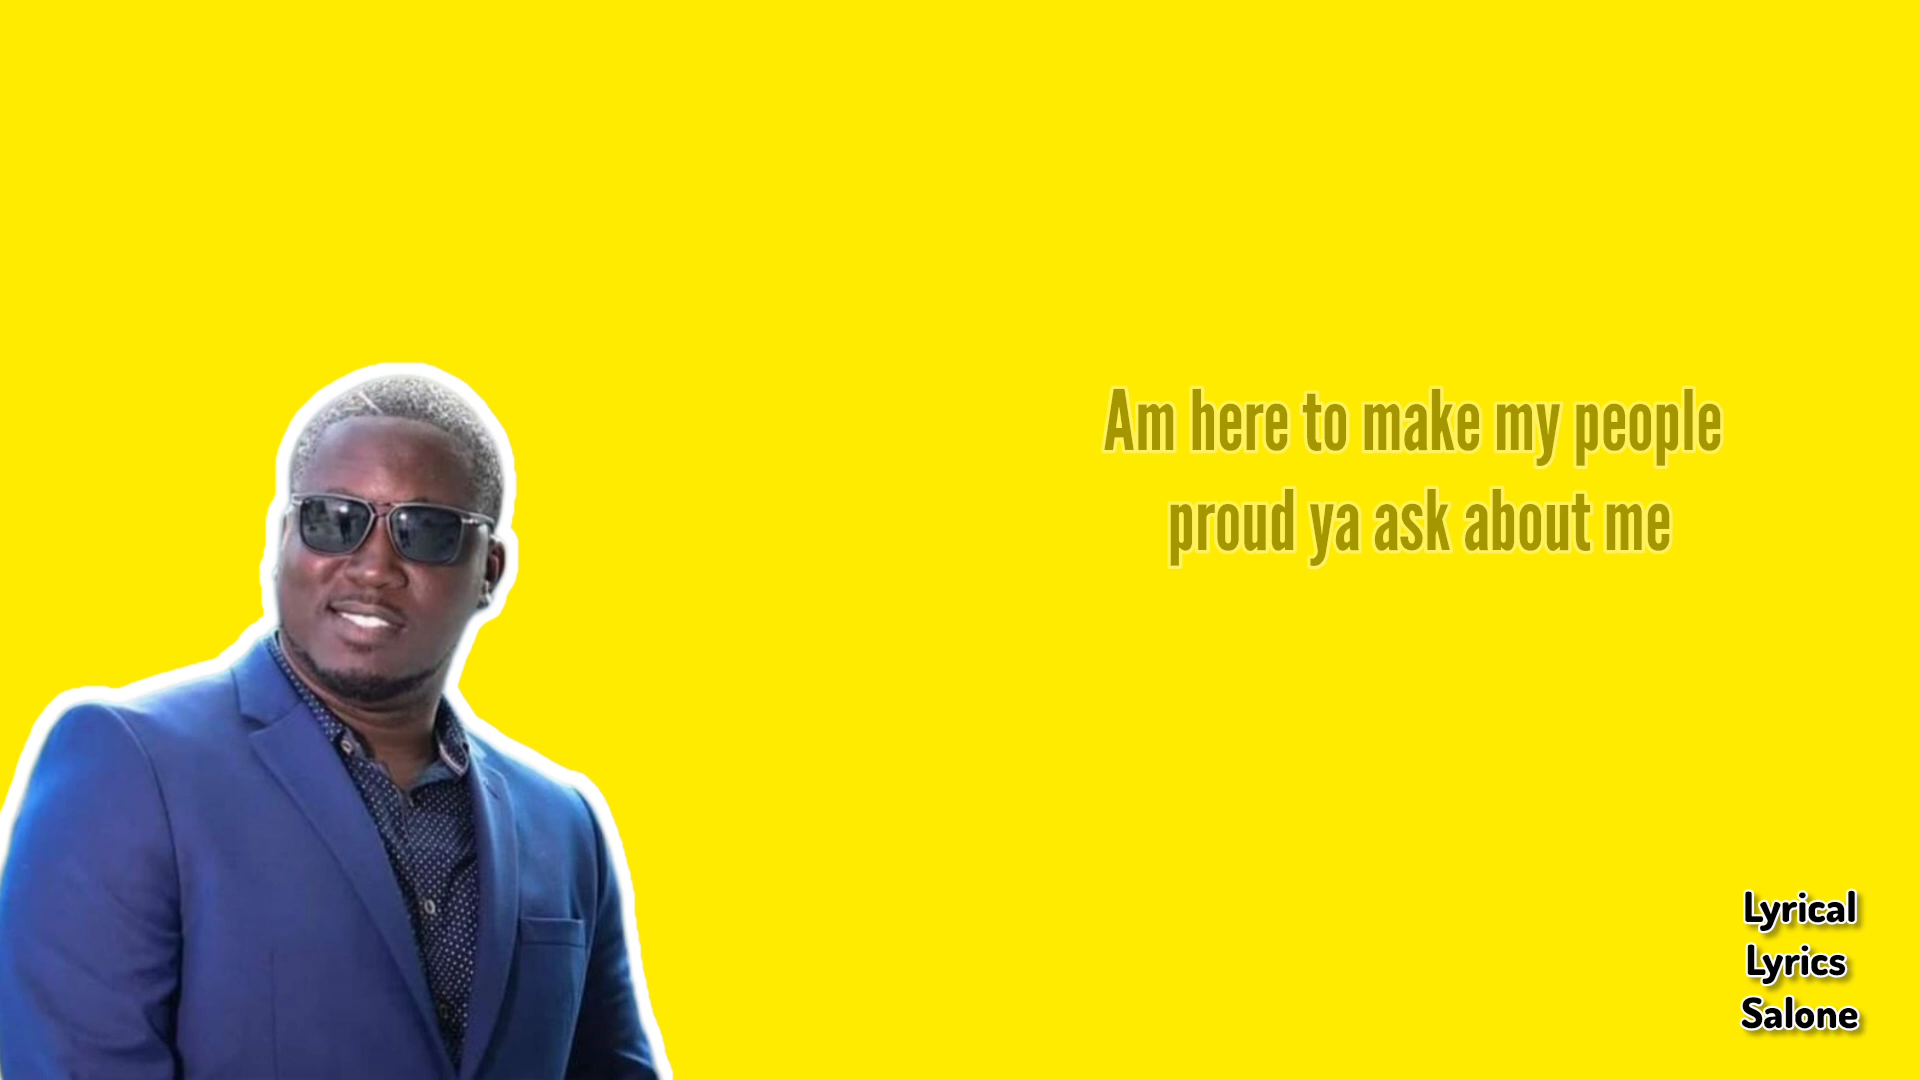 Am here to make my people
proud ya ask about me
Lyrical
Lyrics
Salone